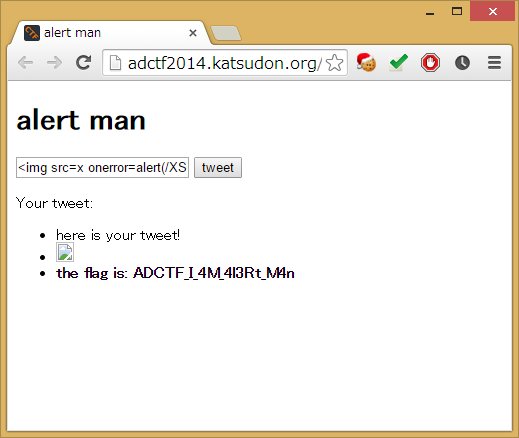 alert man
adctf2014.katsudon.org/
alert man
<img src=x onerror=alert(/XS
tweet
Your tweet:
here is your tweet!
the flag is: ADCTF_I_4M_4l3Rt_M4n